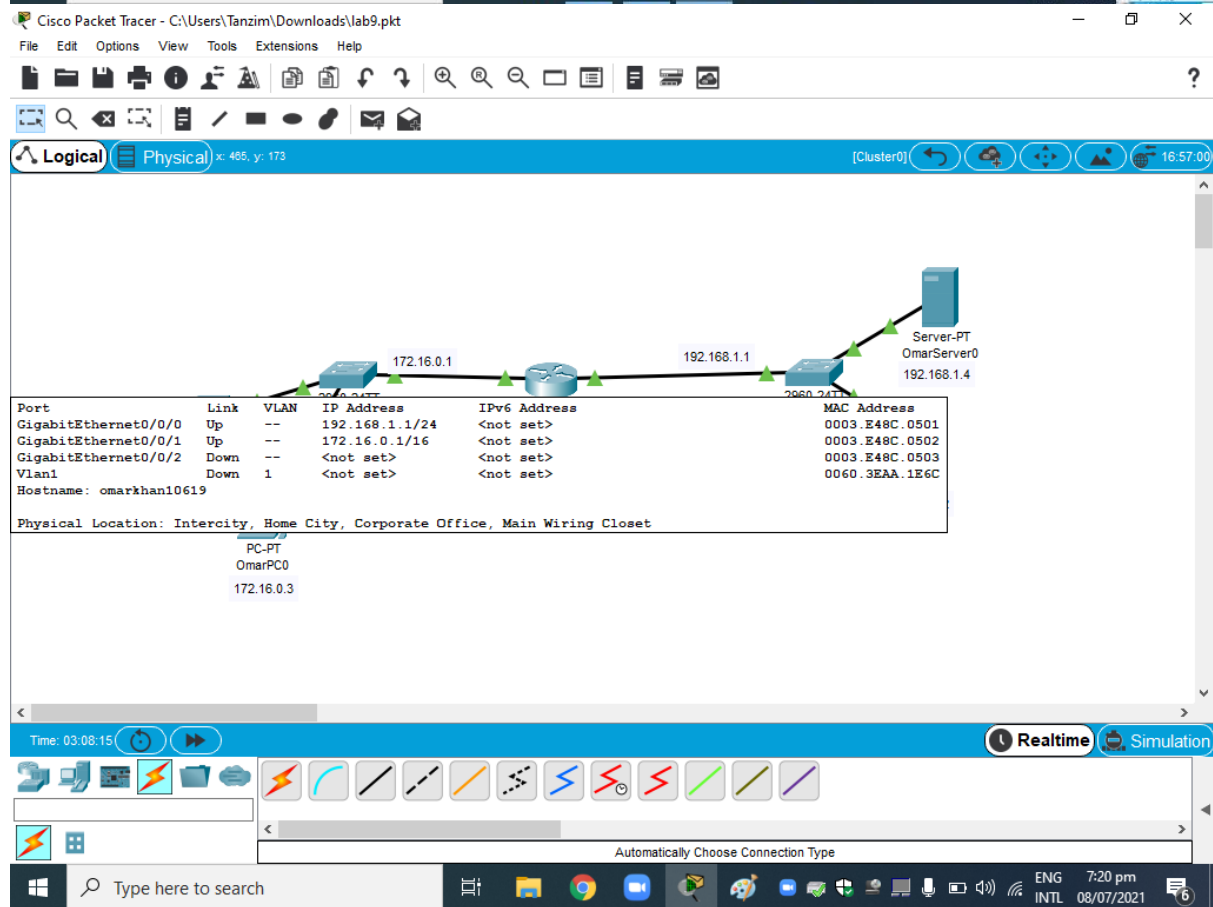 Cisco Packet Tracer - C:\Users\Tanzim\Downloads\lab9.pkt
File Edit Options View Tools Extensions Help
?
Logical Physical x: 465, y: 173 [Cluster0] 16:57:00
Server-PT
OmarServer0
192.168.1.4
172.16.0.1
192.168.1.1
2960-24TT
Port Link VLAN IP Address IPv6 Address MAC Address
GigabitEthernet0/0/0 Up -- 192.168.1.1/24 <not set> 0003.E48C.0501
GigabitEthernet0/0/1 Up -- 172.16.0.1/16 <not set> 0003.E48C.0502
GigabitEthernet0/0/2 Down -- <not set> <not set> 0003.E48C.0503
Vlan1 Down 1 <not set> <not set> 0060.3EAA.1E6C
Hostname: omarkhan10619
Physical Location: Intercity, Home City, Corporate Office, Main Wiring Closet
PC-PT
OmarPC0
172.16.0.3
Time: 03:08:15 Realtime Simulation
Automatically Choose Connection Type
Type here to search
ENG 7:20 pm
INTL 08/07/2021 6